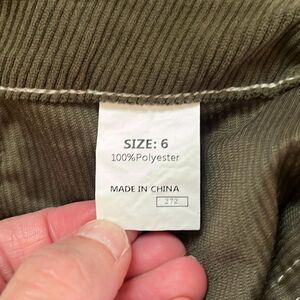 SIZE: 6
100%Polyester
MADE IN CHINA
272